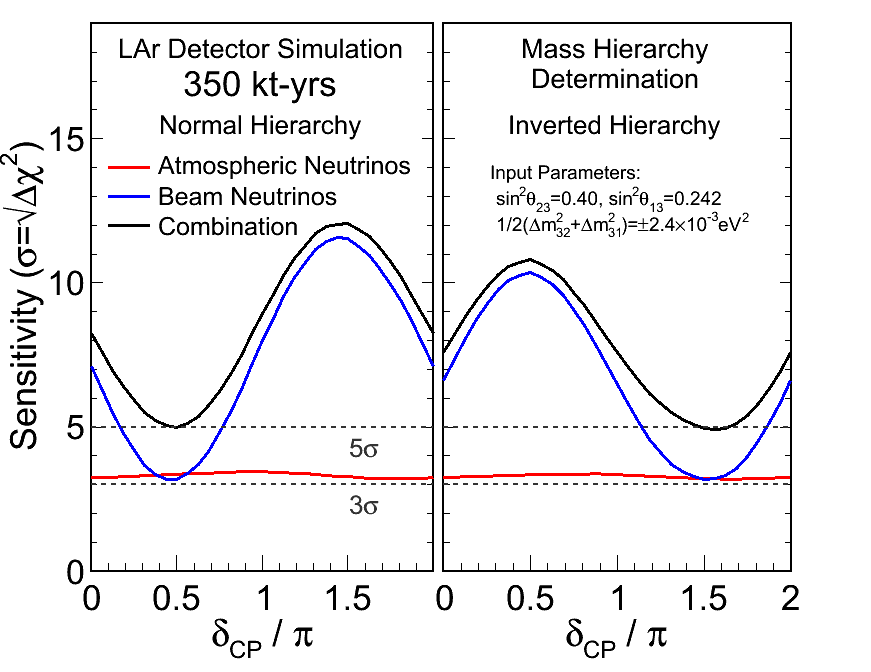 LAr Detector Simulation
350 kt-yrs
Normal Hierarchy
Atmospheric Neutrinos
Beam Neutrinos
Combination
Mass Hierarchy
Determination
Inverted Hierarchy
Input Parameters:
sin²θ₂₃=0.40, sin²θ₁₃=0.242
1/2(Δm²₃₂+Δm²₃₁)=±2.4×10⁻³eV²
Sensitivity (σ=√Δχ²)
15
10
5
0
5σ
3σ
0 0.5 1 1.5
0 0.5 1 1.5 2
δCP / π
δCP / π